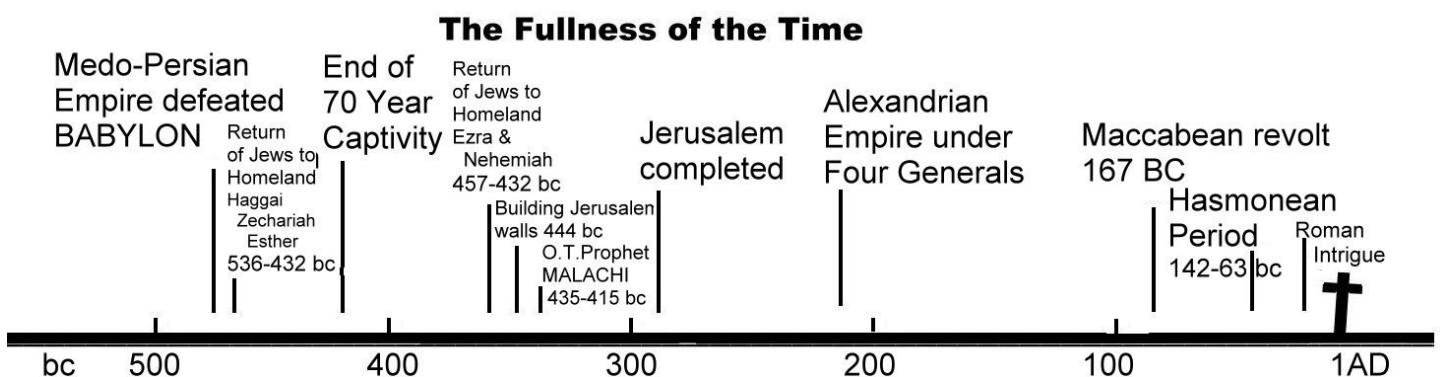 The Fullness of the Time
Medo-Persian
Empire defeated
BABYLON
Return
of Jews to
Homeland
Haggai
Zechariah
Esther
536-432 bc
End of
70 Year
Captivity
Return
of Jews to
Homeland
Ezra &
Nehemiah
457-432 bc
Building Jerusalen
walls 444 bc
O.T.Prophet
MALACHI
435-415 bc
Jerusalem
completed
Alexandrian
Empire under
Four Generals
Maccabean revolt
167 BC
Hasmonean
Period
142-63 bc
Roman
Intrigue
bc 500 400 300 200 100 1AD